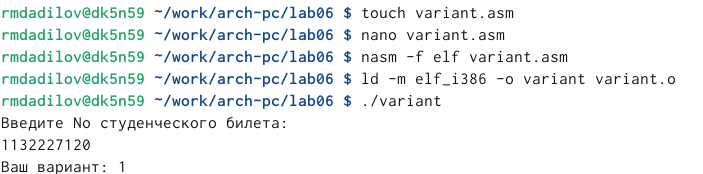 rmdadilov@dk5n59 ~/work/arch-pc/lab06 $ touch variant.asm
rmdadilov@dk5n59 ~/work/arch-pc/lab06 $ nano variant.asm
rmdadilov@dk5n59 ~/work/arch-pc/lab06 $ nasm -f elf variant.asm
rmdadilov@dk5n59 ~/work/arch-pc/lab06 $ ld -m elf_i386 -o variant variant.o
rmdadilov@dk5n59 ~/work/arch-pc/lab06 $ ./variant
Введите No студенческого билета:
1132227120
Ваш вариант: 1